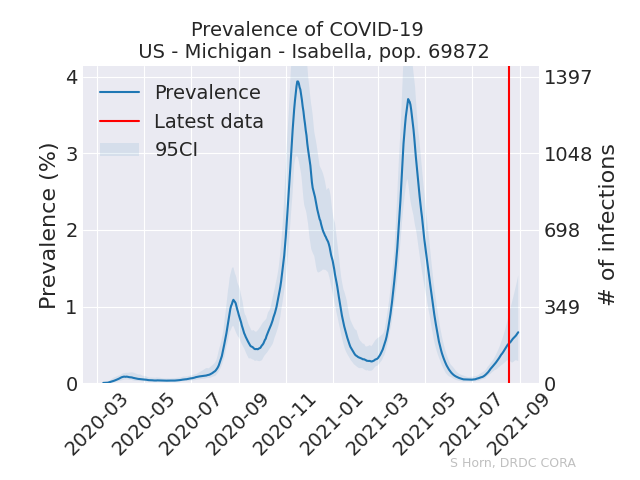 Prevalence of COVID-19
US - Michigan - Isabella, pop. 69872
Prevalence (%)
4
3
2
1
0
Prevalence
Latest data
95CI
1397
1048
698
349
0
# of infections
2020-03
2020-05
2020-07
2020-09
2020-11
2021-01
2021-03
2021-05
2021-07
2021-09
S Horn, DRDC CORA